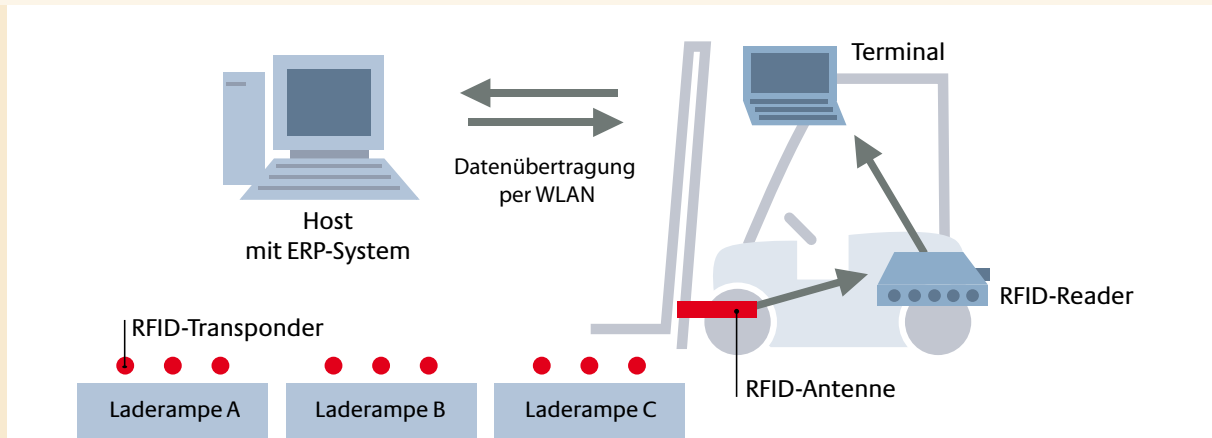 Terminal
Datenübertragung
per WLAN
Host
mit ERP-System
RFID-Reader
RFID-Transponder
RFID-Antenne
Laderampe A
Laderampe B
Laderampe C